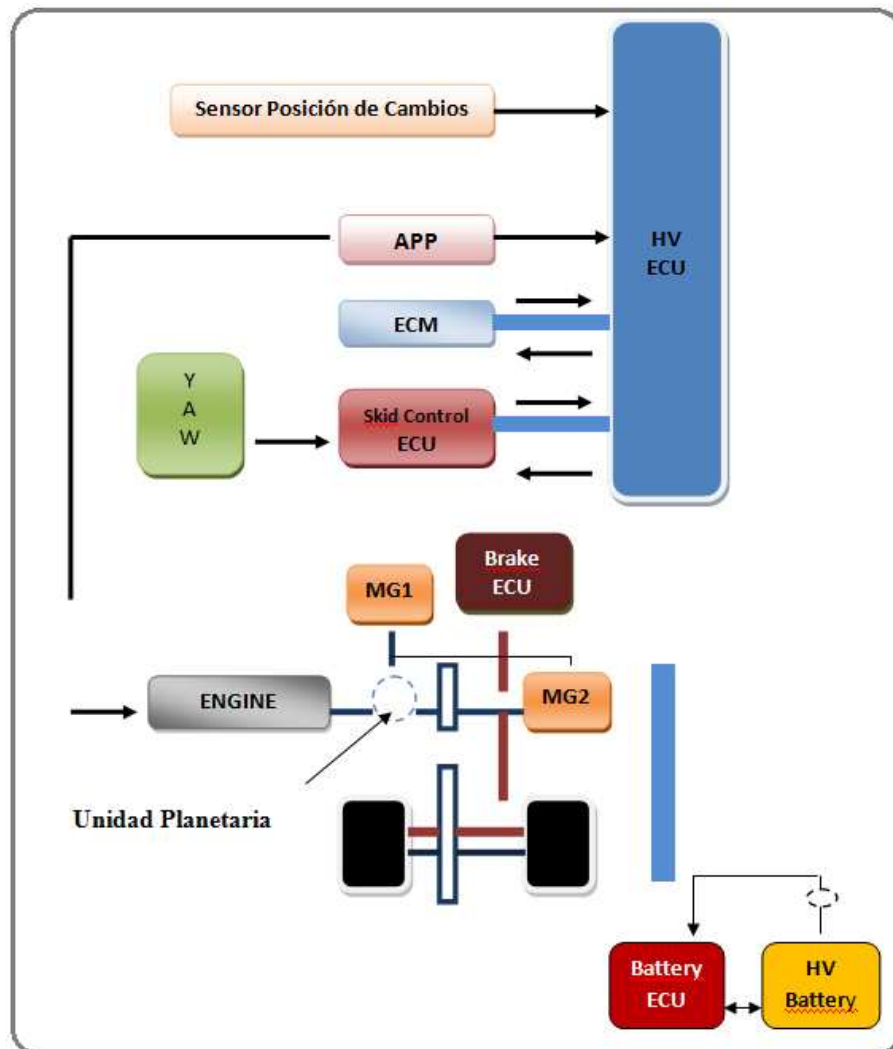 Sensor Posición de Cambios
HV
ECU
APP
ECM
Y
A
W
Skid Control
ECU
Brake
ECU
MG1
ENGINE
MG2
Unidad Planetaria
Battery
ECU
HV
Battery